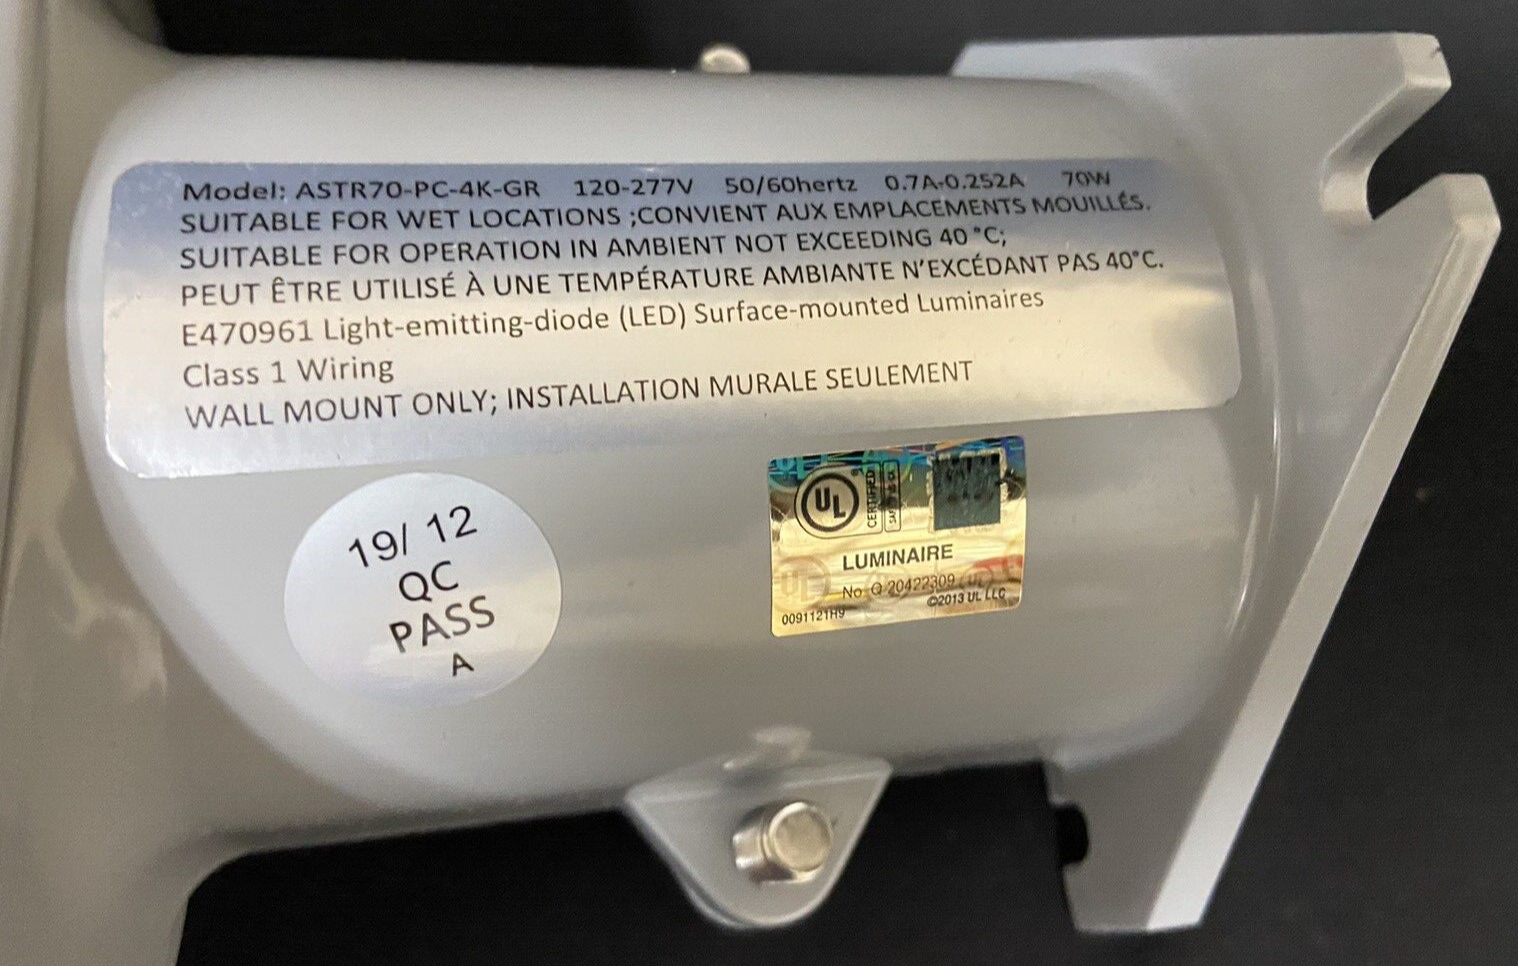 Model: ASTR70-PC-4K-GR 120-277V 50/60hertz 0.7A-0.252A 70W
SUITABLE FOR WET LOCATIONS ;CONVIENT AUX EMPLACEMENTS MOUILLÉS.
SUITABLE FOR OPERATION IN AMBIENT NOT EXCEEDING 40 °C;
PEUT ÊTRE UTILISÉ À UNE TEMPÉRATURE AMBIANTE N'EXCÉDANT PAS 40°C.
E470961 Light-emitting-diode (LED) Surface-mounted Luminaires
Class 1 Wiring
WALL MOUNT ONLY; INSTALLATION MURALE SEULEMENT
19/ 12
QC
PASS
A
UL
CERTIFIED
LUMINAIRE
No Q 20422309
©2013 UL LLC
0091121H9